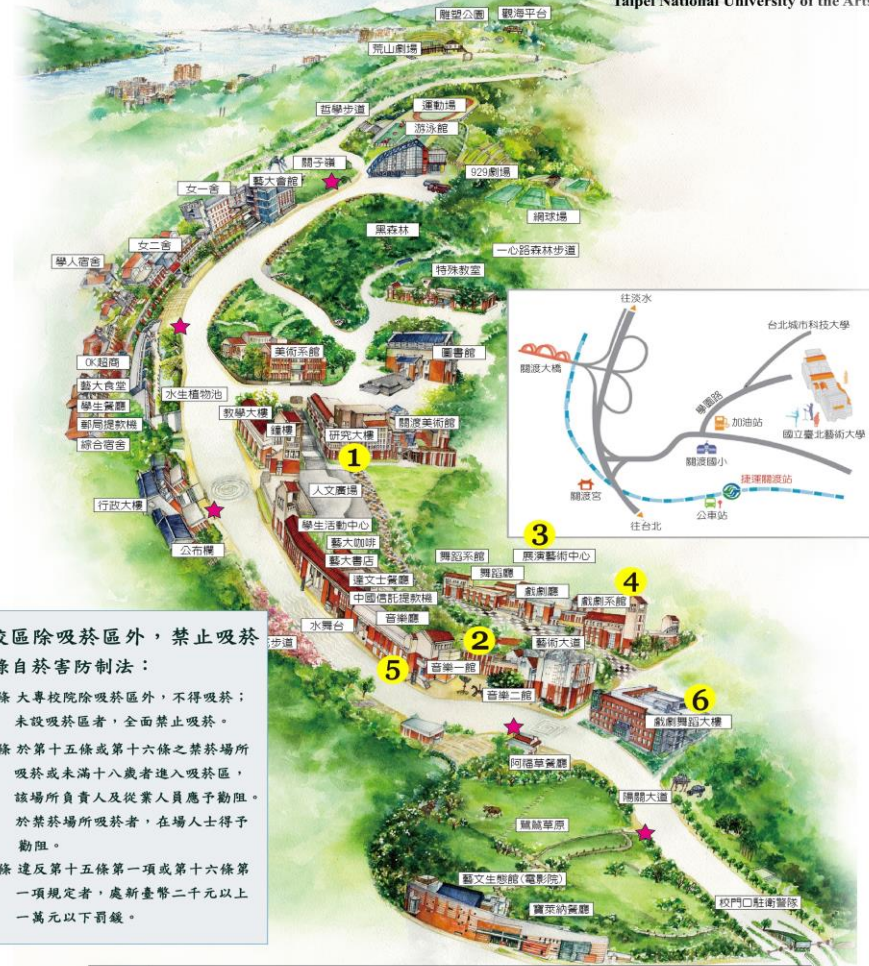 Taipei National University of the Arts
雕塑公園
觀海平台
荒山劇場
哲學步道
運動場
游泳館
關子嶺
929劇場
藝大會館
女一舍
網球場
黑森林
女二舍
一心路森林步道
學人宿舍
特殊教室
OK超商
美術系館
圖書館
藝大食堂
水生植物池
學生餐廳
教學大樓
郵局提款機
鐘樓
研究大樓
關渡美術館
綜合宿舍
1
人文廣場
行政大樓
學生活動中心
公布欄
藝大咖啡
藝大書店
達文士餐廳
中國信託提款機
音樂廳
水舞台
步道
往淡水
台北城市科技大學
關渡大橋
學園路
加油站
國立臺北藝術大學
關渡國小
捷運關渡站
關渡宮
公車站
往台北
3
舞蹈系館
展演藝術中心
舞蹈廳
4
戲劇廳
戲劇系館
2
藝術大道
5
音樂一館
音樂二館
6
戲劇舞蹈大樓
阿福草餐廳
陽關大道
鷺鷥草原
藝文生態館(電影院)
寶萊納餐廳
校門口駐衛警隊
校區除吸菸區外，禁止吸菸
條自菸害防制法：
條 大專校院除吸菸區外，不得吸菸；
未設吸菸區者，全面禁止吸菸。
條 於第十五條或第十六條之禁菸場所
吸菸或未滿十八歲者進入吸菸區，
該場所負責人及從業人員應予勸阻。
於禁菸場所吸菸者，在場人士得予
勸阻。
條 違反第十五條第一項或第十六條第
一項規定者，處新臺幣二千元以上
一萬元以下罰鍰。